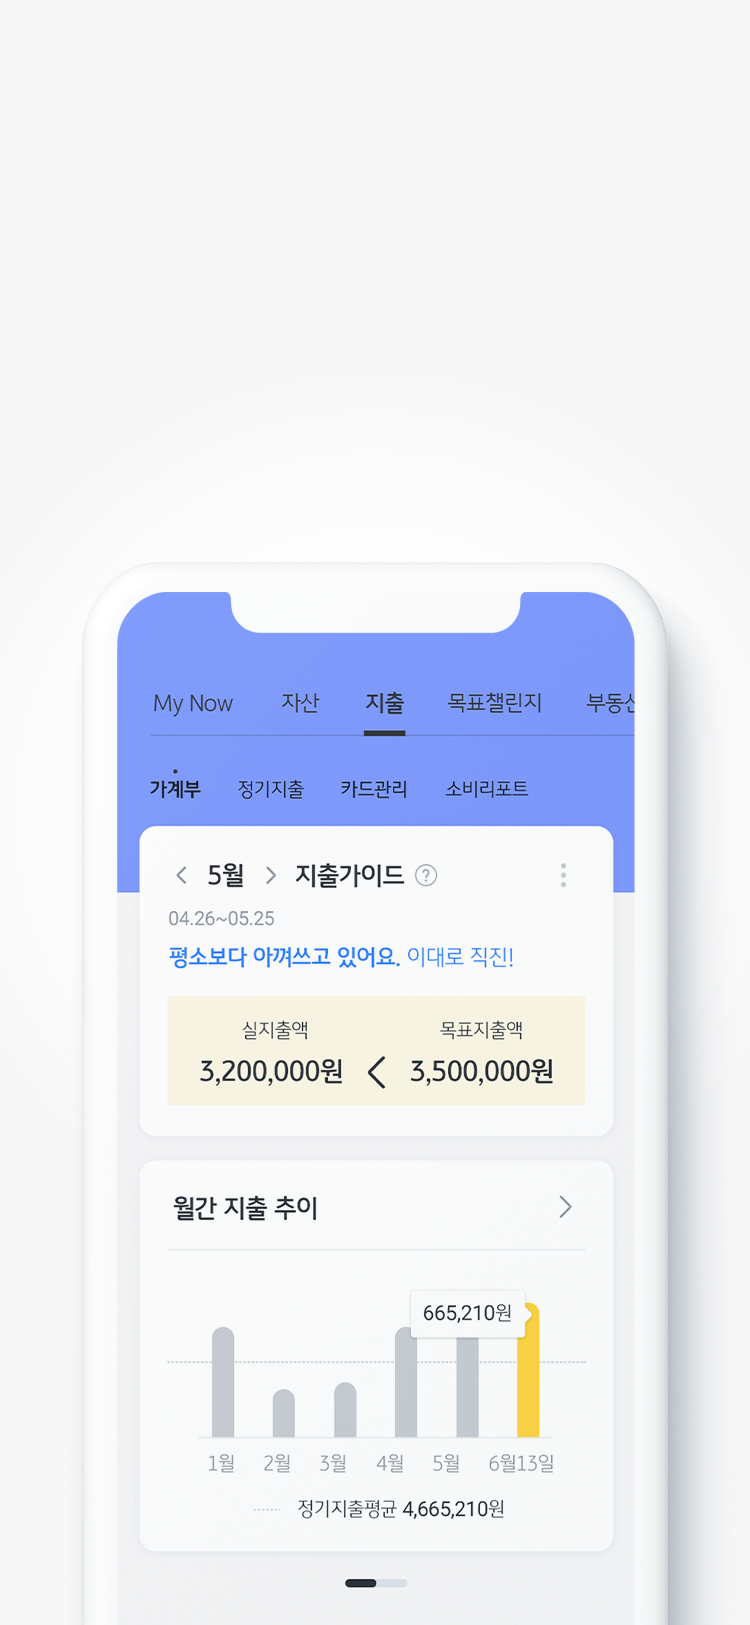 My Now 자산 지출 목표챌린지 부동산
가계부 정기지출 카드관리 소비리포트
< 5월 > 지출가이드 ?
04.26~05.25
평소보다 아껴쓰고 있어요. 이대로 직진!
실지출액 목표지출액
3,200,000원 < 3,500,000원
월간 지출 추이 >
665,210원
1월 2월 3월 4월 5월 6월13일
정기지출평균 4,665,210원